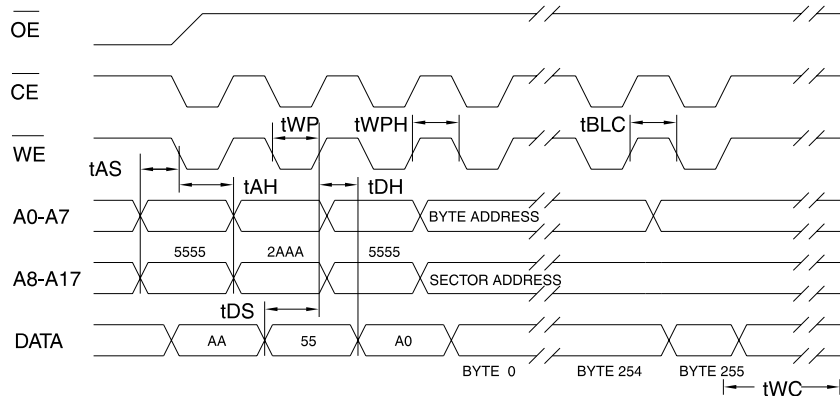 OE
CE
tWP tWPH tBLC
WE
tAS
tAH tDH
A0-A7 BYTE ADDRESS
5555 2AAA 5555
A8-A17 SECTOR ADDRESS
tDS
DATA AA 55 A0
BYTE 0 BYTE 254 BYTE 255
tWC